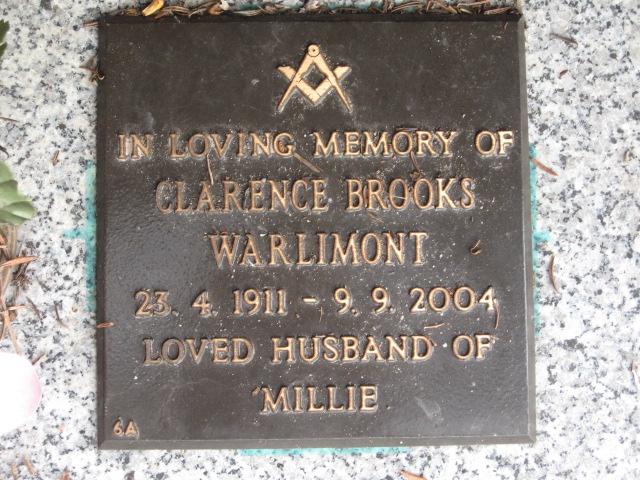 IN LOVING MEMORY OF
CLARENCE BROOKS
WARLIMONT
23. 4. 1911 - 9. 9. 2004
LOVED HUSBAND OF
MILLIE
6A